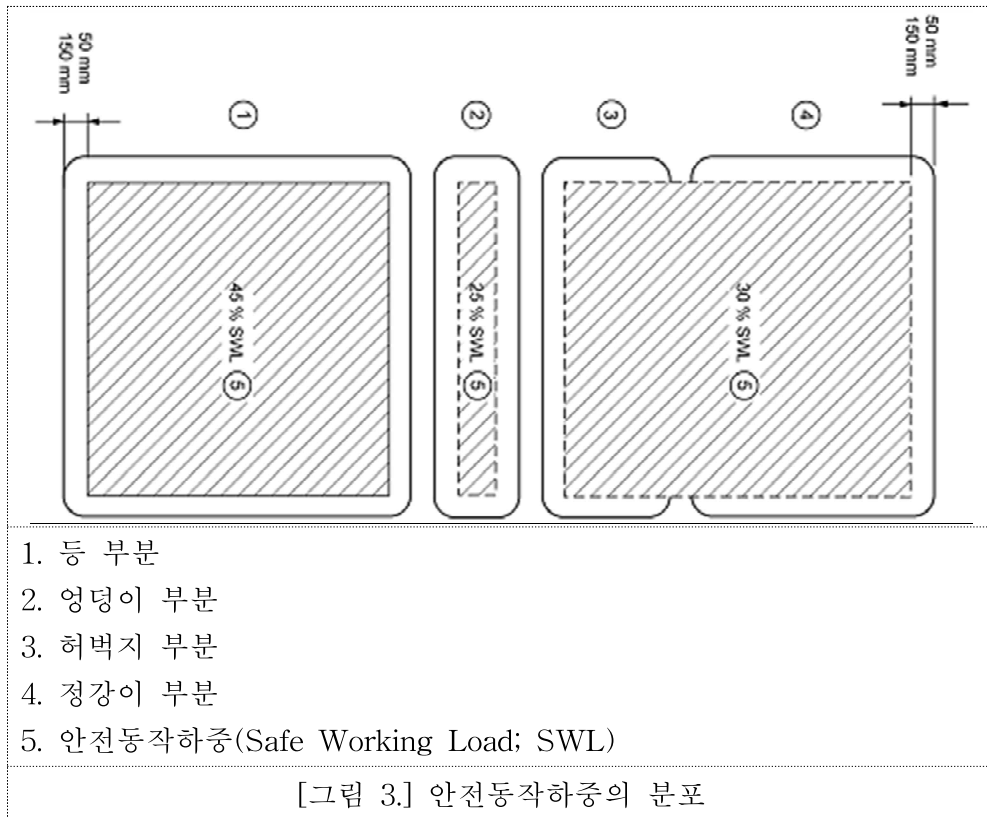 50 mm
150 mm
50 mm
150 mm
① ② ③ ④
45 % SWL ⑤
25 % SWL ⑤
30 % SWL ⑤
1. 등 부분
2. 엉덩이 부분
3. 허벅지 부분
4. 정강이 부분
5. 안전동작하중(Safe Working Load; SWL)
[그림 3.] 안전동작하중의 분포